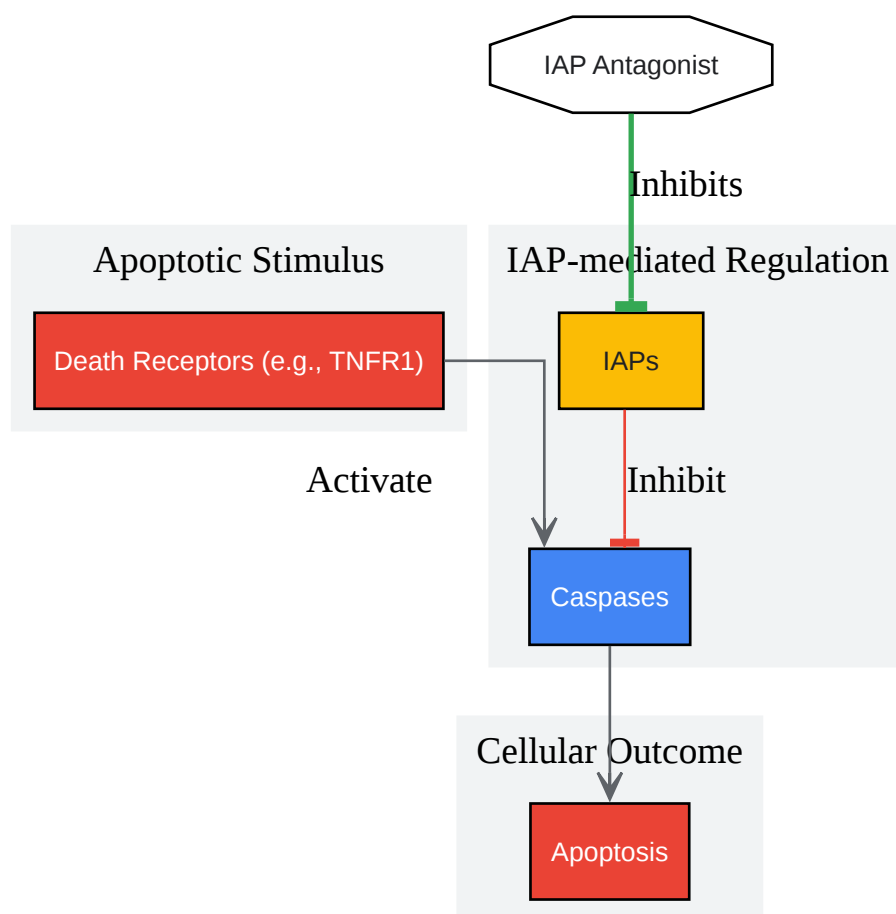 IAP Antagonist
Inhibits
Apoptotic Stimulus
IAP-mediated Regulation
Death Receptors (e.g., TNFR1)
IAPs
Activate
Inhibit
Caspases
Cellular Outcome
Apoptosis